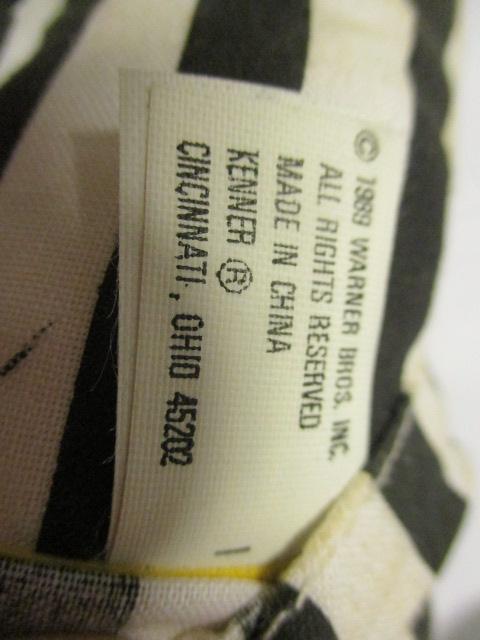 © 1989 WARNER BROS. INC.
ALL RIGHTS RESERVED
MADE IN CHINA
KENNER ®
CINCINNATI, OHIO 45202